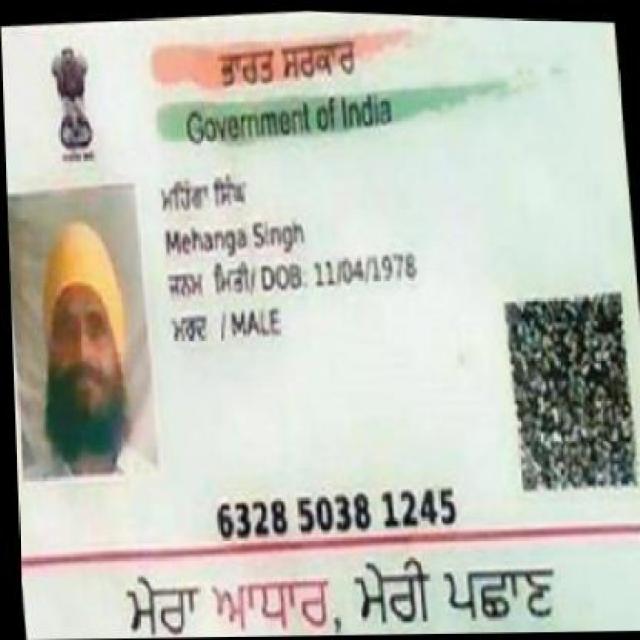 ਭਾਰਤ ਸਰਕਾਰ
Government of India
ਮਹਿੰਗਾ ਸਿੰਘ
Mehanga Singh
ਜਨਮ ਮਿਤੀ/ DOB: 11/04/1978
ਮਰਦ / MALE
6328 5038 1245
ਮੇਰਾ ਆਧਾਰ, ਮੇਰੀ ਪਛਾਣ